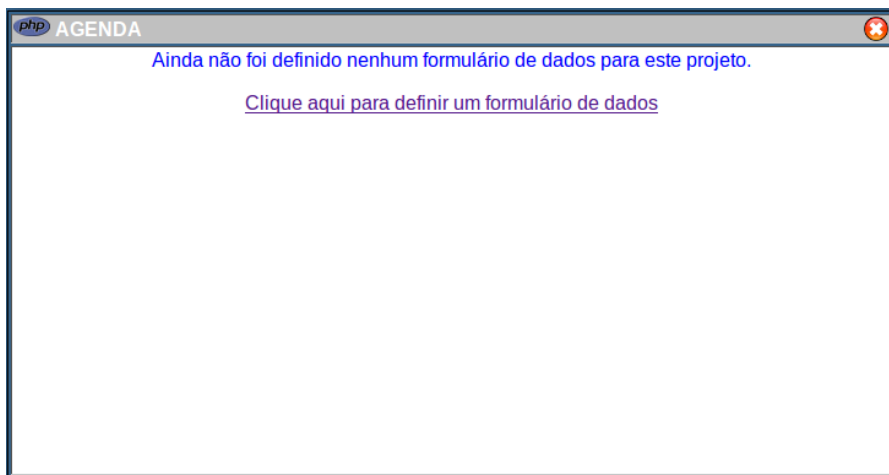 php AGENDA
Ainda não foi definido nenhum formulário de dados para este projeto.
Clique aqui para definir um formulário de dados